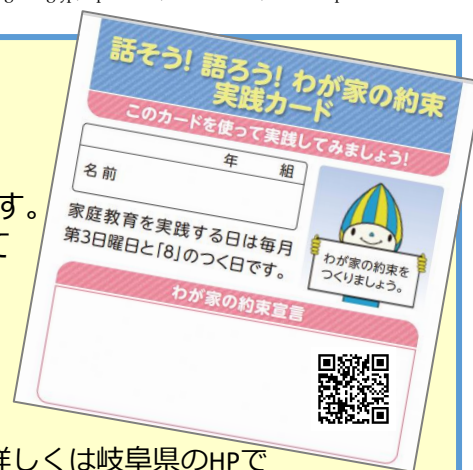 話そう! 語ろう! わが家の約束
実践カード
このカードを使って実践してみましょう!
年 組
名前
す。
家庭教育を実践する日は毎月
第3日曜日と「8」のつく日です。
わが家の約束を
つくりましょう。
わが家の約束宣言
詳しくは岐阜県のHPで